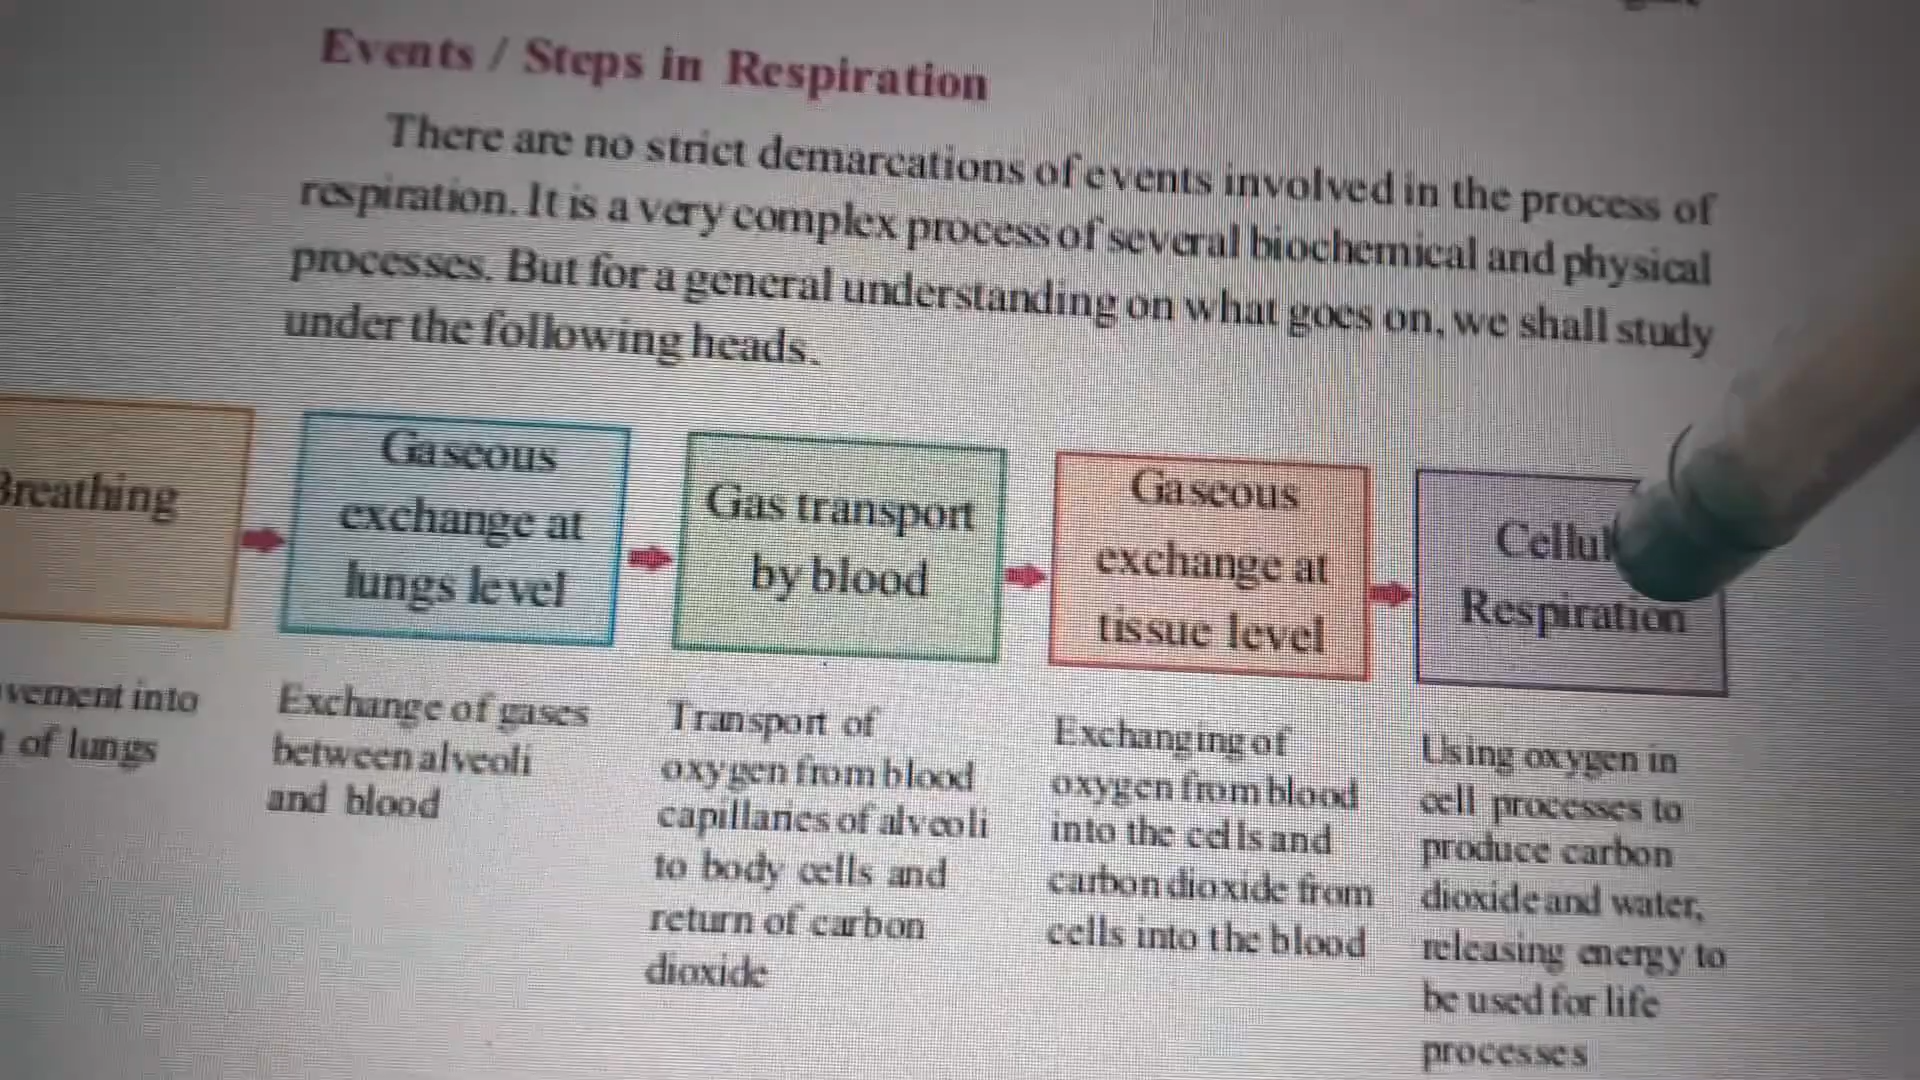 Events / Steps in Respiration
There are no strict demarcations of events involved in the process of
respiration. It is a very complex process of several biochemical and physical
processes. But for a general understanding on what goes on, we shall study
under the following heads.
Breathing
Gaseous
exchange at
lungs level
Gas transport
by blood
Gaseous
exchange at
tissue level
Cellul
Respiration
vement into
of lungs
Exchange of gases
between alveoli
and blood
Transport of
oxygen from blood
capillaries of alveoli
to body cells and
return of carbon
dioxide
Exchanging of
oxygen from blood
into the cells and
carbon dioxide from
cells into the blood
Using oxygen in
cell processes to
produce carbon
dioxide and water,
releasing energy to
be used for life
processes